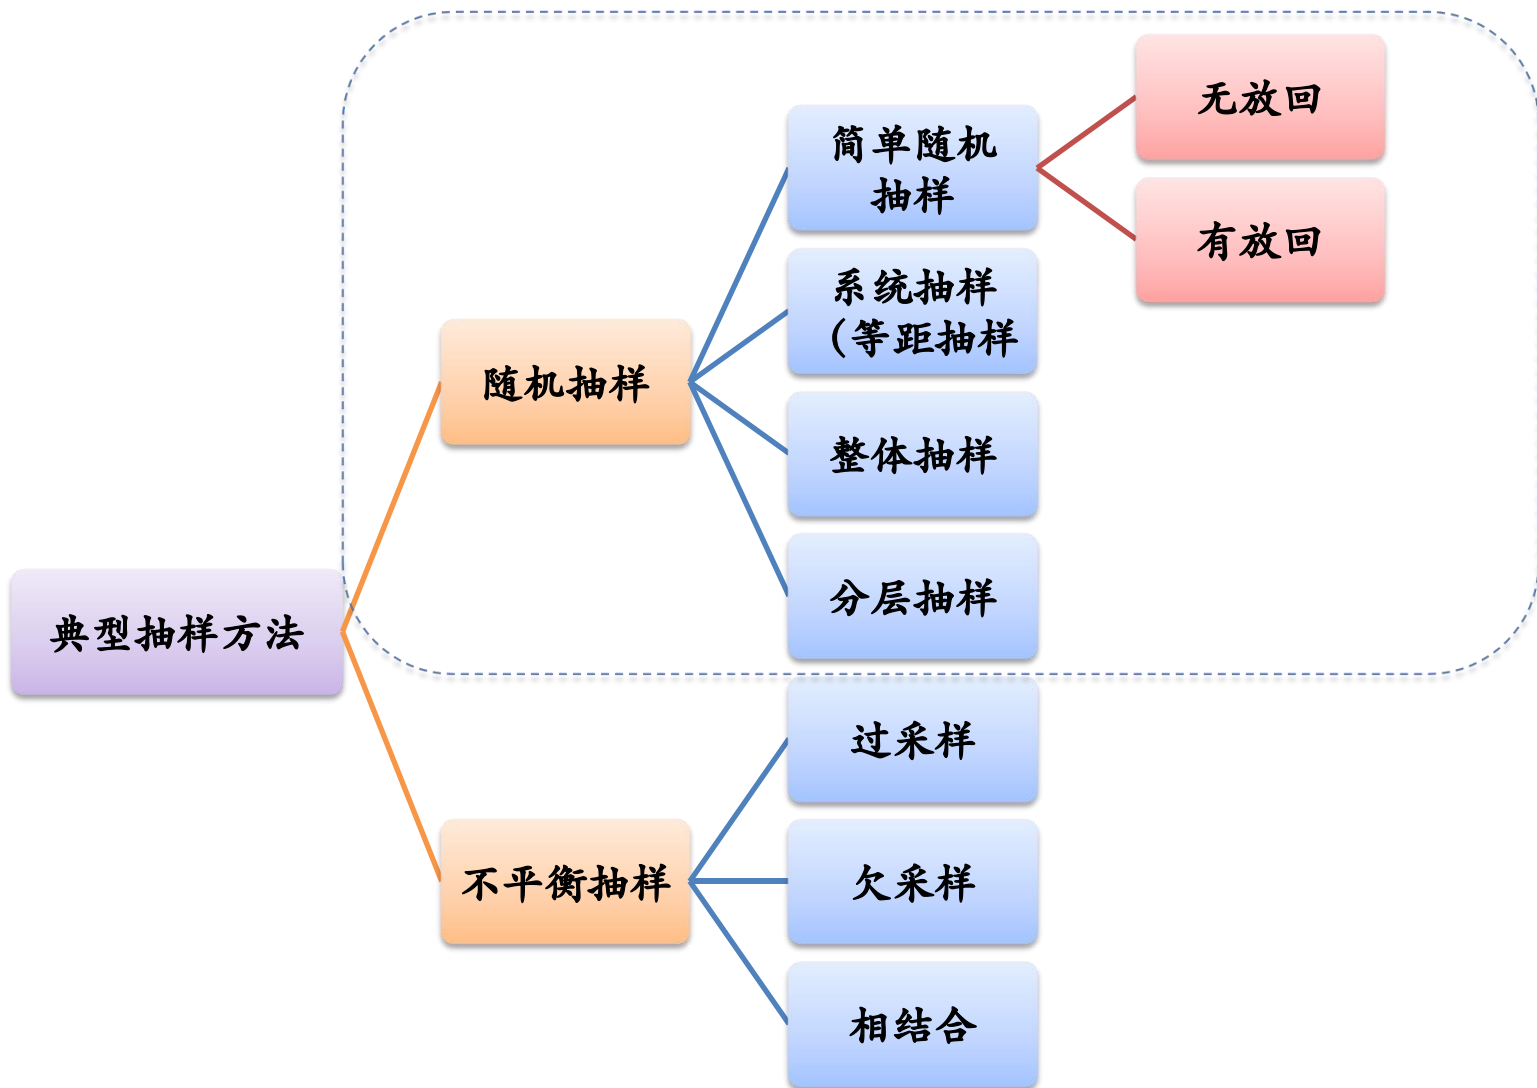 无放回
简单随机
抽样
有放回
系统抽样
(等距抽样
随机抽样
整体抽样
分层抽样
典型抽样方法
过采样
不平衡抽样
欠采样
相结合